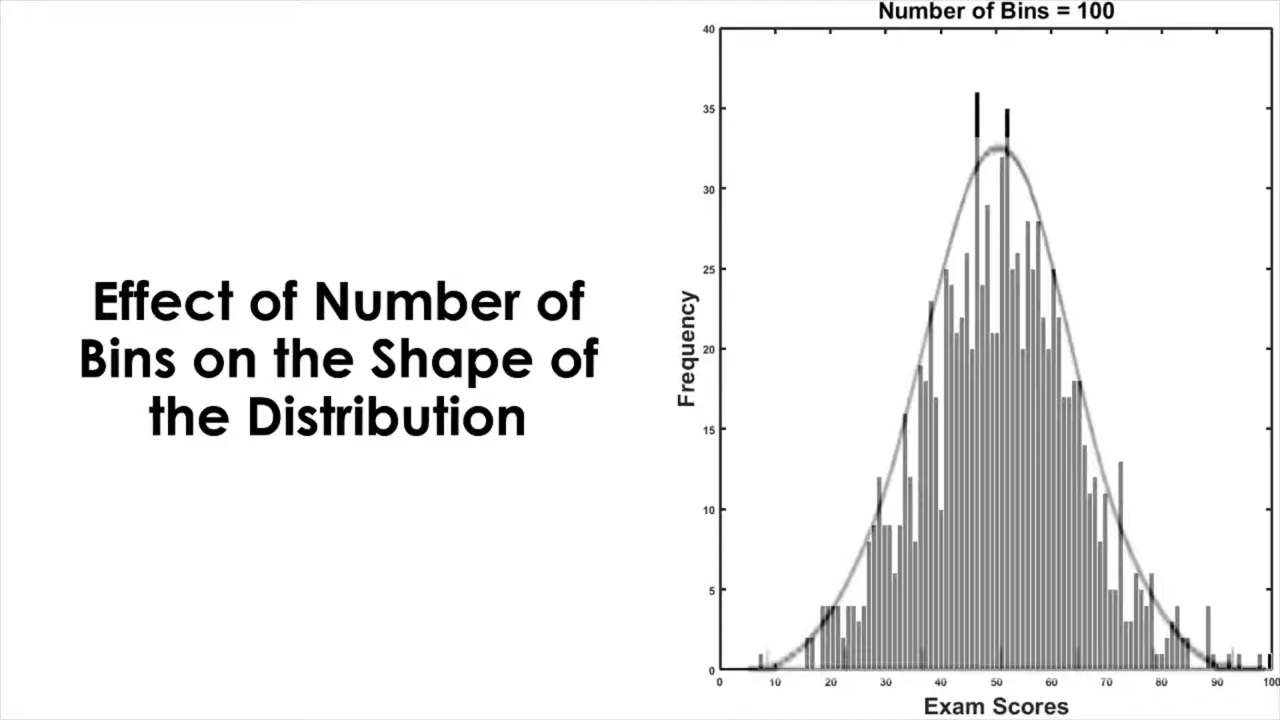 Effect of Number of
Bins on the Shape of
the Distribution
Number of Bins = 100
Frequency
40
35
30
25
20
15
10
5
0
0 10 20 30 40 50 60 70 80 90 100
Exam Scores